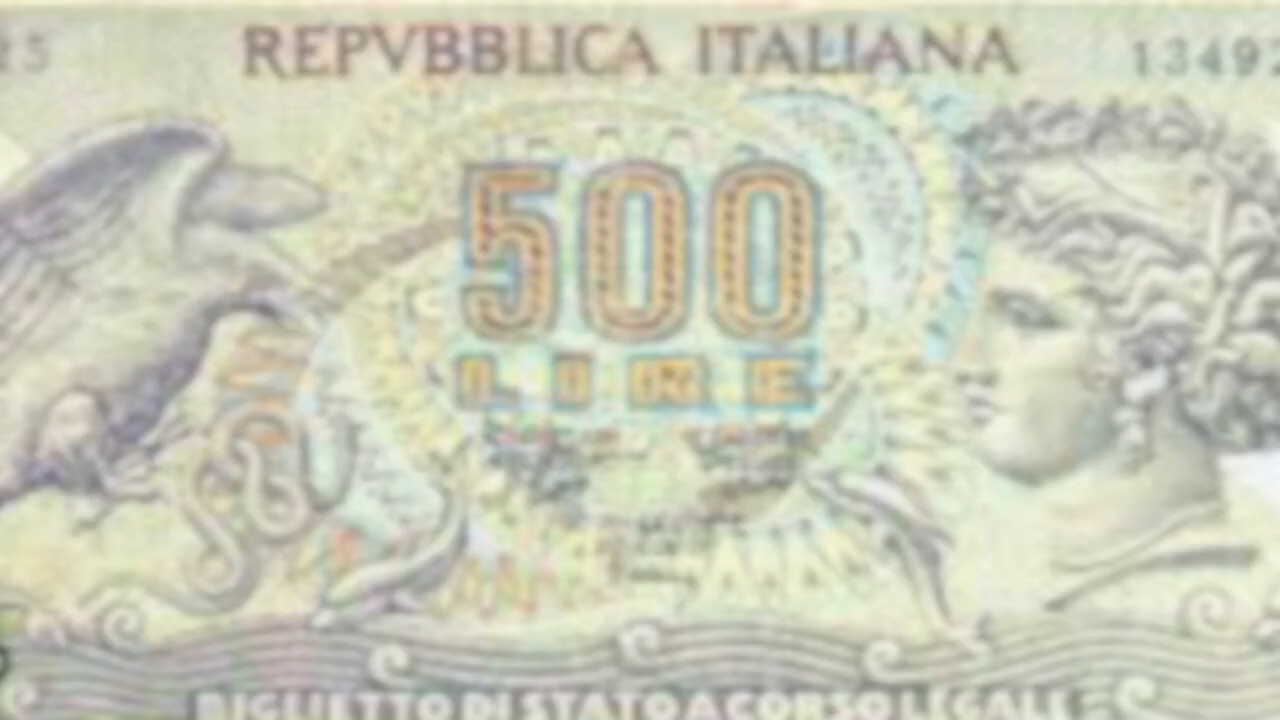 REPVBBLICA ITALIANA
500
LIRE
BIGLIETTO DI STATO A CORSO LEGALE